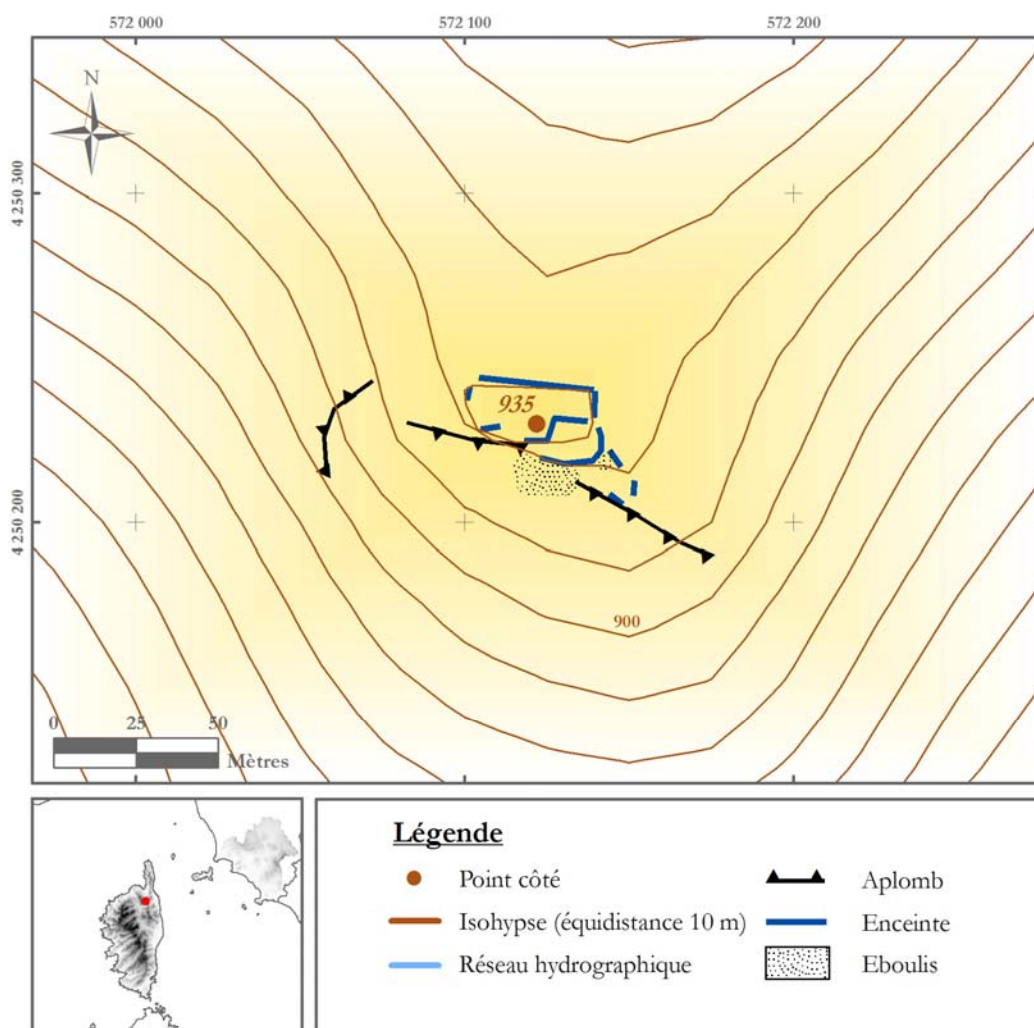 572 000
572 100
572 200
N
4 250 300
935
4 250 200
900
0
25
50
Mètres
Légende
Point côté
Isohypse (équidistance 10 m)
Réseau hydrographique
Aplomb
Enceinte
Eboulis